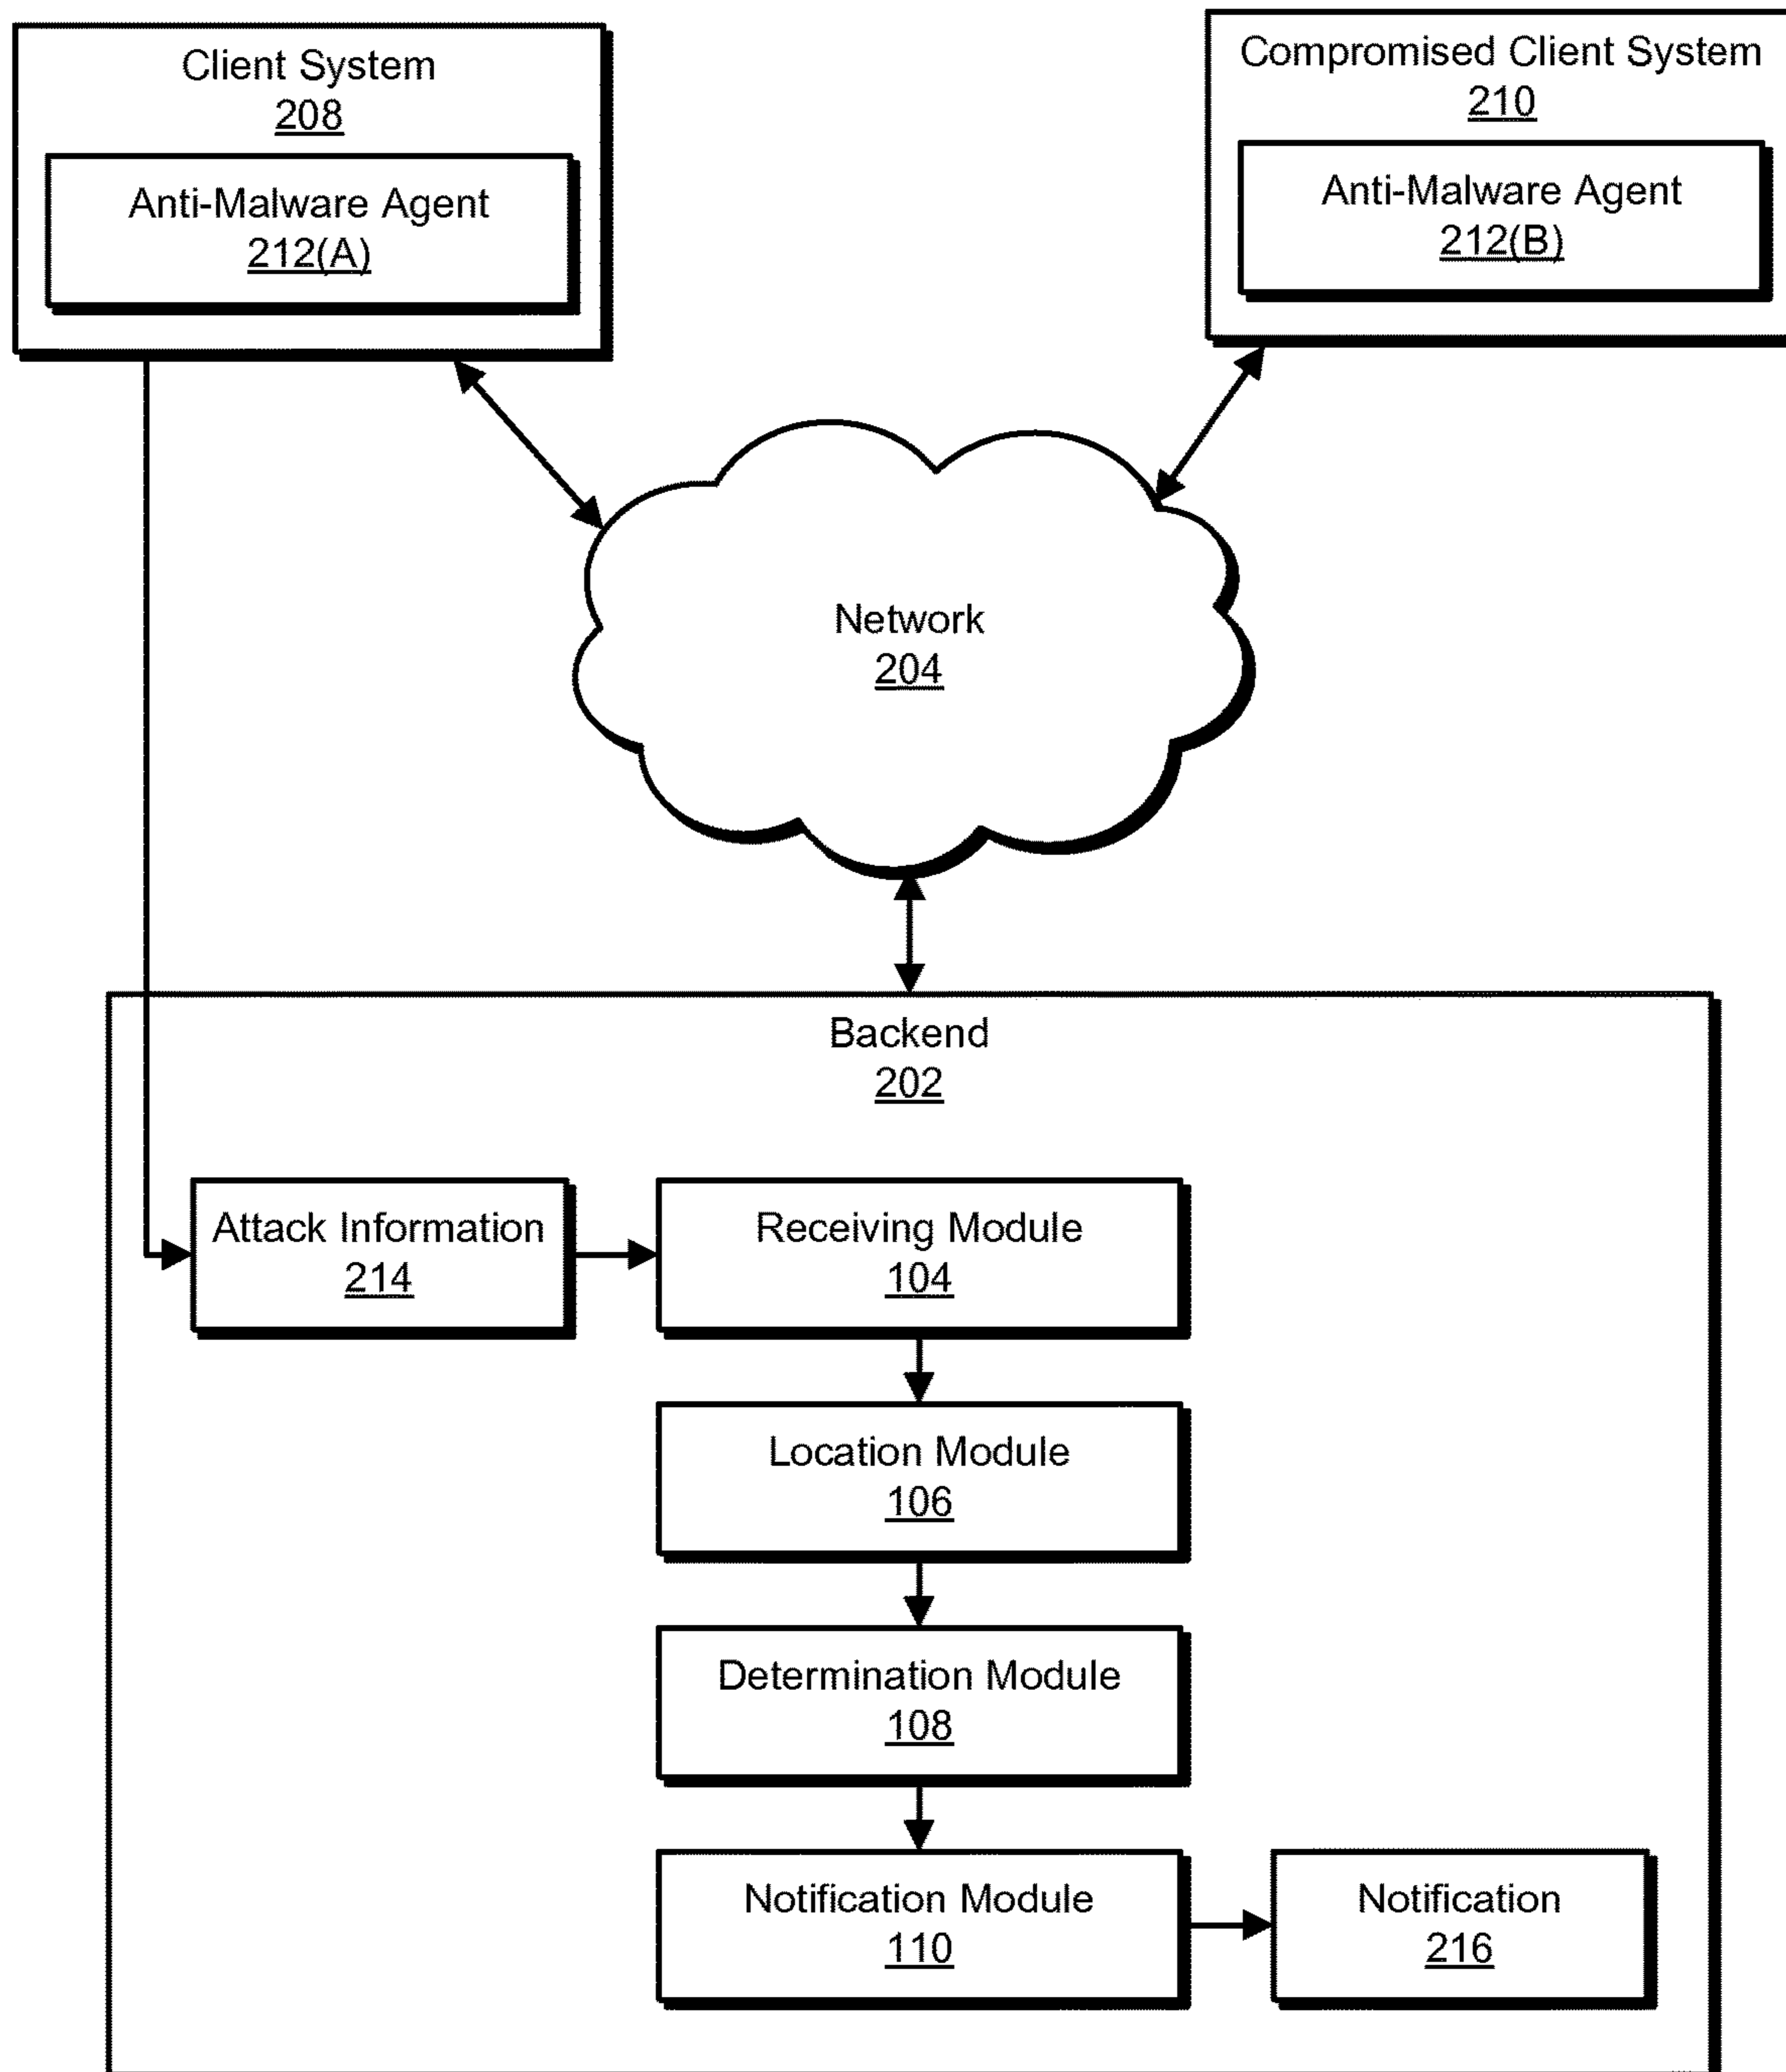 Client System
208
Anti-Malware Agent
212(A)
Compromised Client System
210
Anti-Malware Agent
212(B)
Network
204
Backend
202
Attack Information
214
Receiving Module
104
Location Module
106
Determination Module
108
Notification Module
110
Notification
216